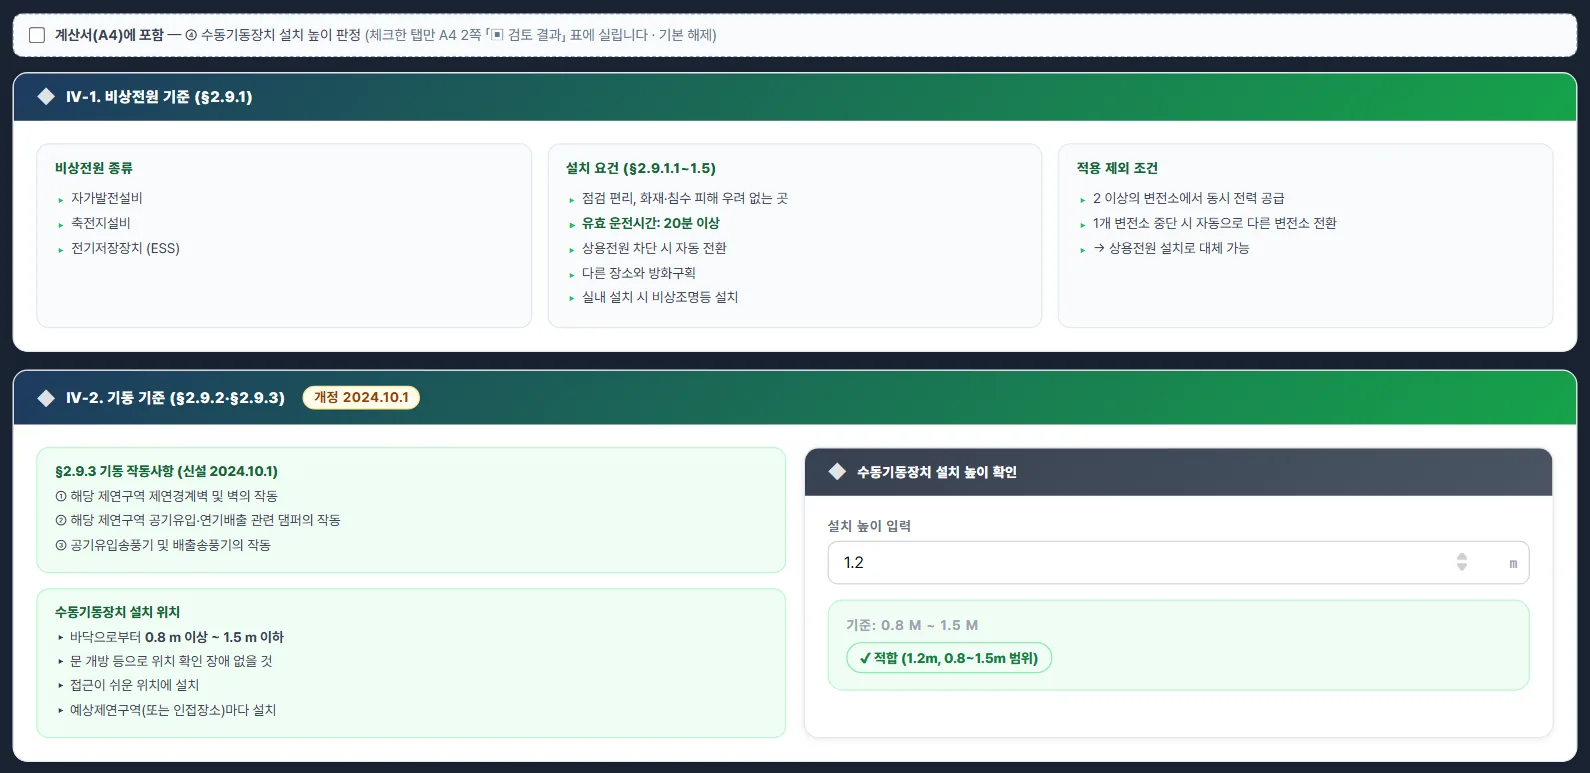 계산서(A4)에 포함 — ④ 수동기동장치 설치 높이 판정 (체크한 탭만 A4 2쪽 「▣ 검토 결과」 표에 실립니다 · 기본 해제)
◆ IV-1. 비상전원 기준 (§2.9.1)
비상전원 종류
▸ 자가발전설비
▸ 축전지설비
▸ 전기저장장치 (ESS)
설치 요건 (§2.9.1.1~1.5)
▸ 점검 편리, 화재·침수 피해 우려 없는 곳
▸ 유효 운전시간: 20분 이상
▸ 상용전원 차단 시 자동 전환
▸ 다른 장소와 방화구획
▸ 실내 설치 시 비상조명등 설치
적용 제외 조건
▸ 2 이상의 변전소에서 동시 전력 공급
▸ 1개 변전소 중단 시 자동으로 다른 변전소 전환
▸ → 상용전원 설치로 대체 가능
◆ IV-2. 기동 기준 (§2.9.2·§2.9.3) 개정 2024.10.1
§2.9.3 기동 작동사항 (신설 2024.10.1)
① 해당 제연구역 제연경계벽 및 벽의 작동
② 해당 제연구역 공기유입·연기배출 관련 댐퍼의 작동
③ 공기유입송풍기 및 배출송풍기의 작동
수동기동장치 설치 위치
▸ 바닥으로부터 0.8 m 이상 ~ 1.5 m 이하
▸ 문 개방 등으로 위치 확인 장애 없을 것
▸ 접근이 쉬운 위치에 설치
▸ 예상제연구역(또는 인접장소)마다 설치
◆ 수동기동장치 설치 높이 확인
설치 높이 입력
1.2 m
기준: 0.8 M ~ 1.5 M
✓ 적합 (1.2m, 0.8~1.5m 범위)